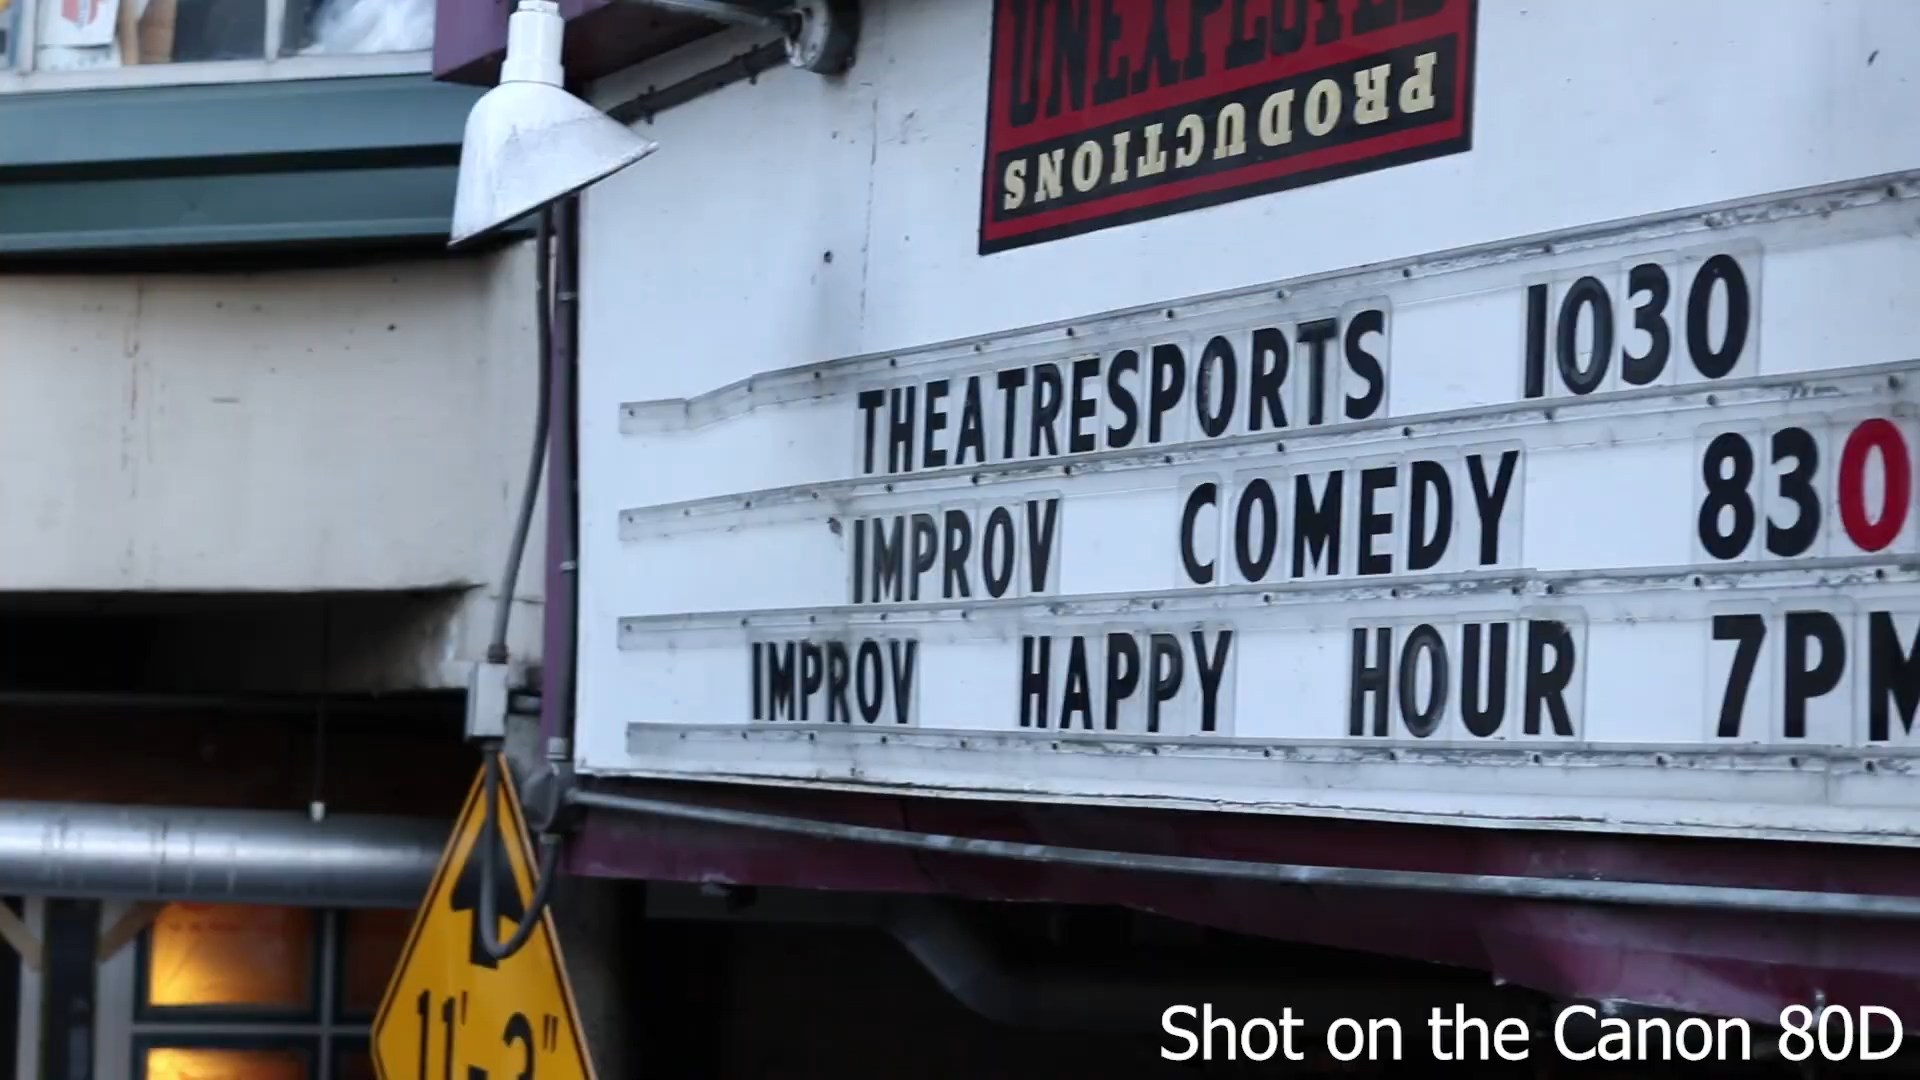 UNEXPECTED
PRODUCTIONS
THEATRESPORTS 1030
IMPROV COMEDY 830
IMPROV HAPPY HOUR 7PM
11'-3"
Shot on the Canon 80D